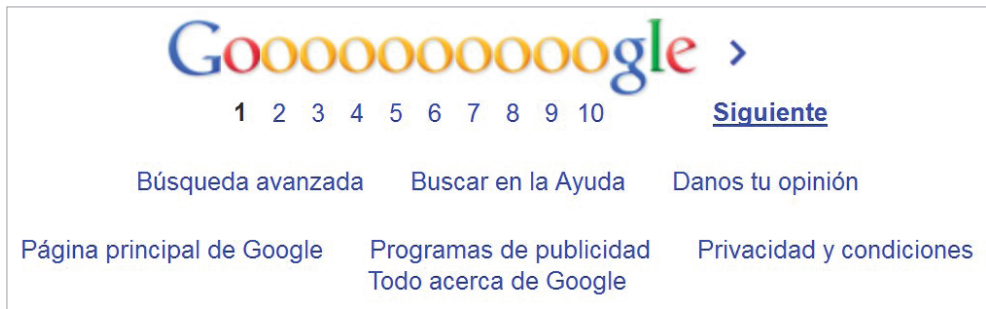 Goooooooooogle >
1 2 3 4 5 6 7 8 9 10 Siguiente
Búsqueda avanzada Buscar en la Ayuda Danos tu opinión
Página principal de Google Programas de publicidad Privacidad y condiciones
Todo acerca de Google